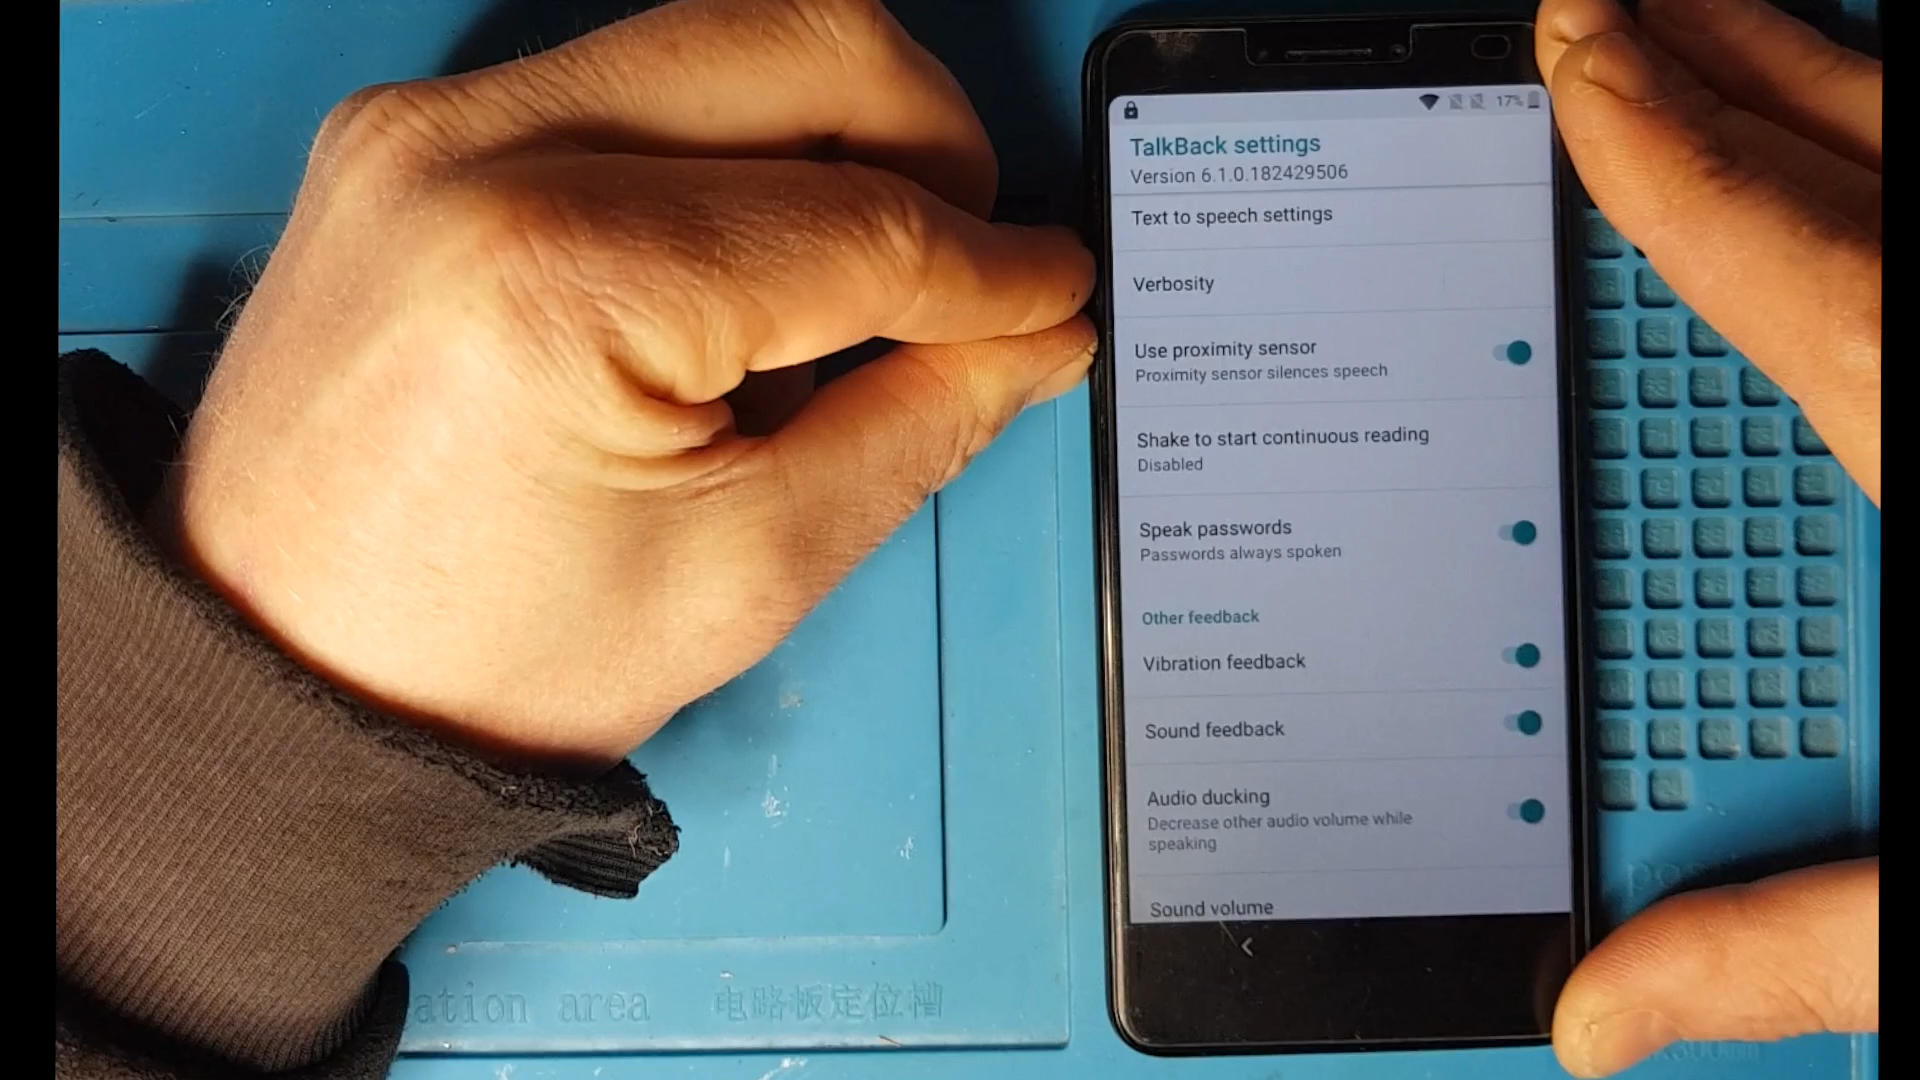 17%
TalkBack settings
Version 6.1.0.182429506
Text to speech settings
Verbosity
Use proximity sensor
Proximity sensor silences speech
Shake to start continuous reading
Disabled
Speak passwords
Passwords always spoken
Other feedback
Vibration feedback
Sound feedback
Audio ducking
Decrease other audio volume while
speaking
Sound volume
ation area 电路板定位槽